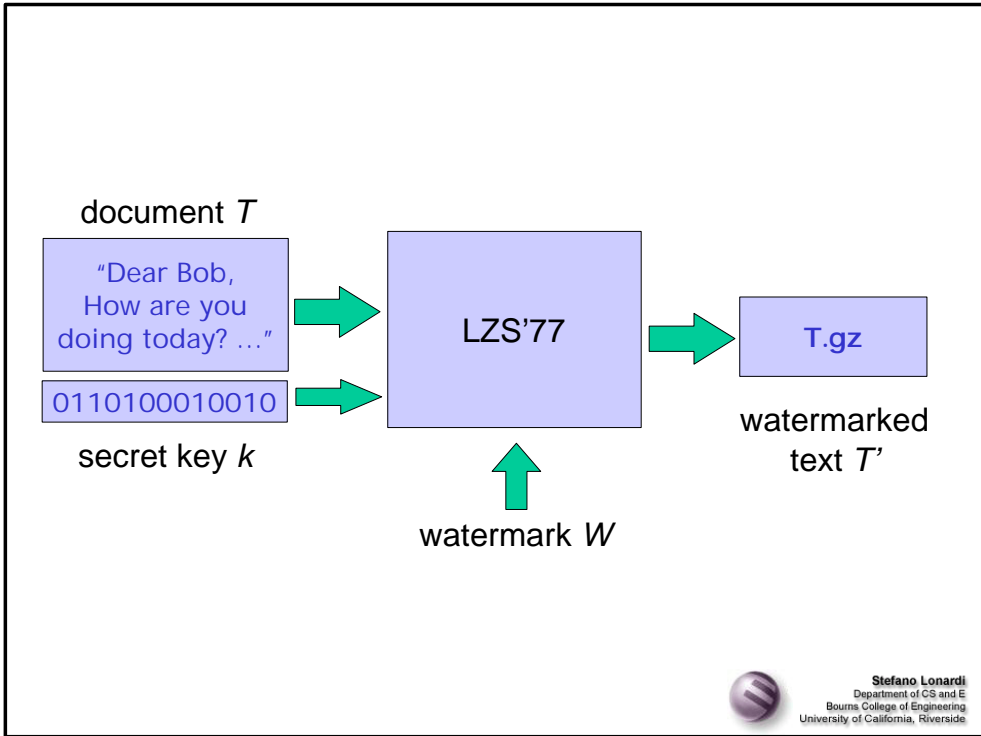 document T
“Dear Bob,
How are you
doing today? …”
0110100010010
secret key k
LZS’77
watermark W
T.gz
watermarked
text T’
Stefano Lonardi
Department of CS and E
Bourns College of Engineering
University of California, Riverside